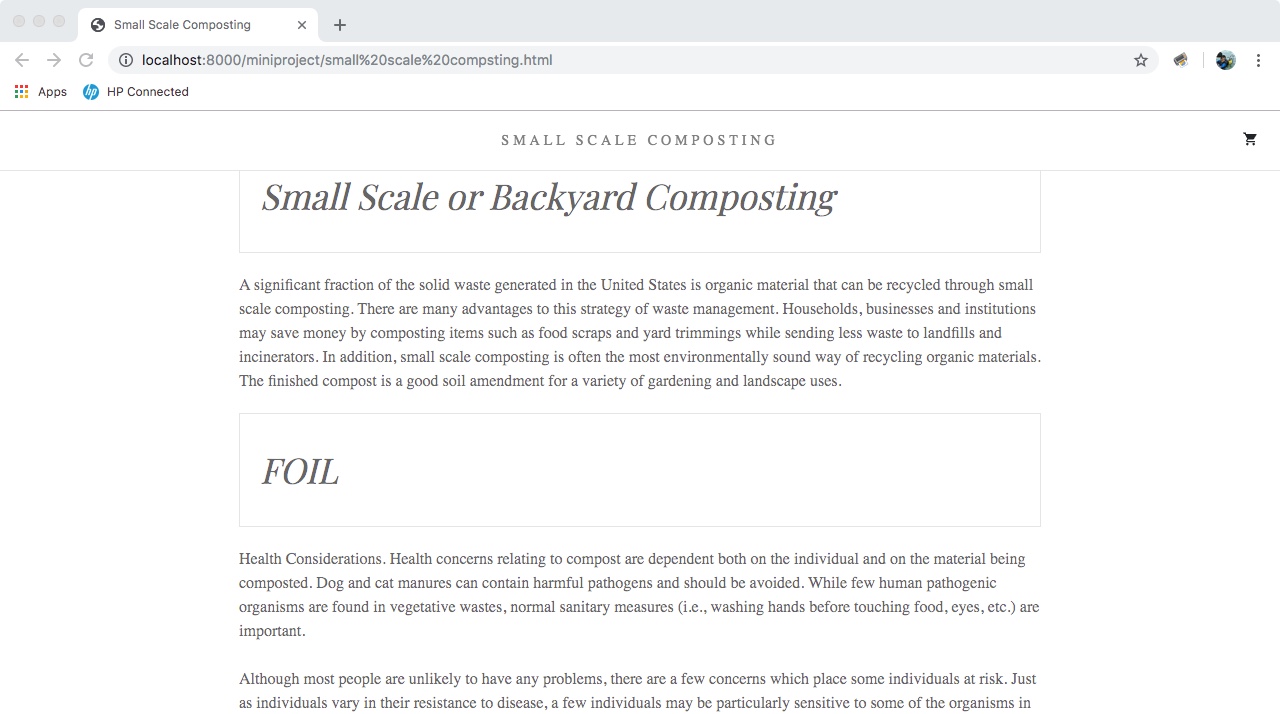 Small Scale Composting
localhost:8000/miniproject/small%20scale%20compsting.html
Apps
hp
HP Connected
SMALL SCALE COMPOSTING
Small Scale or Backyard Composting
A significant fraction of the solid waste generated in the United States is organic material that can be recycled through small
scale composting. There are many advantages to this strategy of waste management. Households, businesses and institutions
may save money by composting items such as food scraps and yard trimmings while sending less waste to landfills and
incinerators. In addition, small scale composting is often the most environmentally sound way of recycling organic materials.
The finished compost is a good soil amendment for a variety of gardening and landscape uses.
FOIL
Health Considerations. Health concerns relating to compost are dependent both on the individual and on the material being
composted. Dog and cat manures can contain harmful pathogens and should be avoided. While few human pathogenic
organisms are found in vegetative wastes, normal sanitary measures (i.e., washing hands before touching food, eyes, etc.) are
important.
Although most people are unlikely to have any problems, there are a few concerns which place some individuals at risk. Just
as individuals vary in their resistance to disease, a few individuals may be particularly sensitive to some of the organisms in